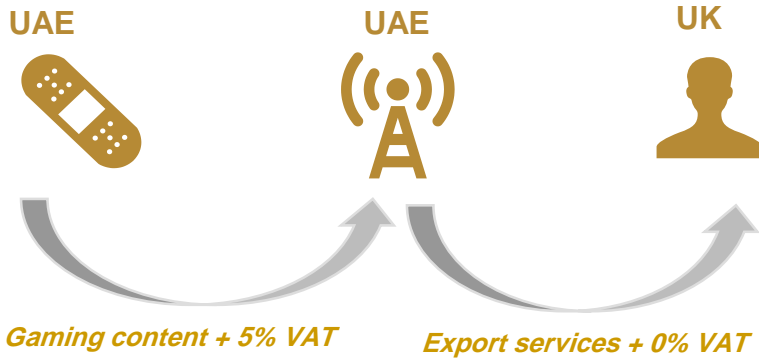 UAE
UAE
UK
Gaming content + 5% VAT
Export services + 0% VAT